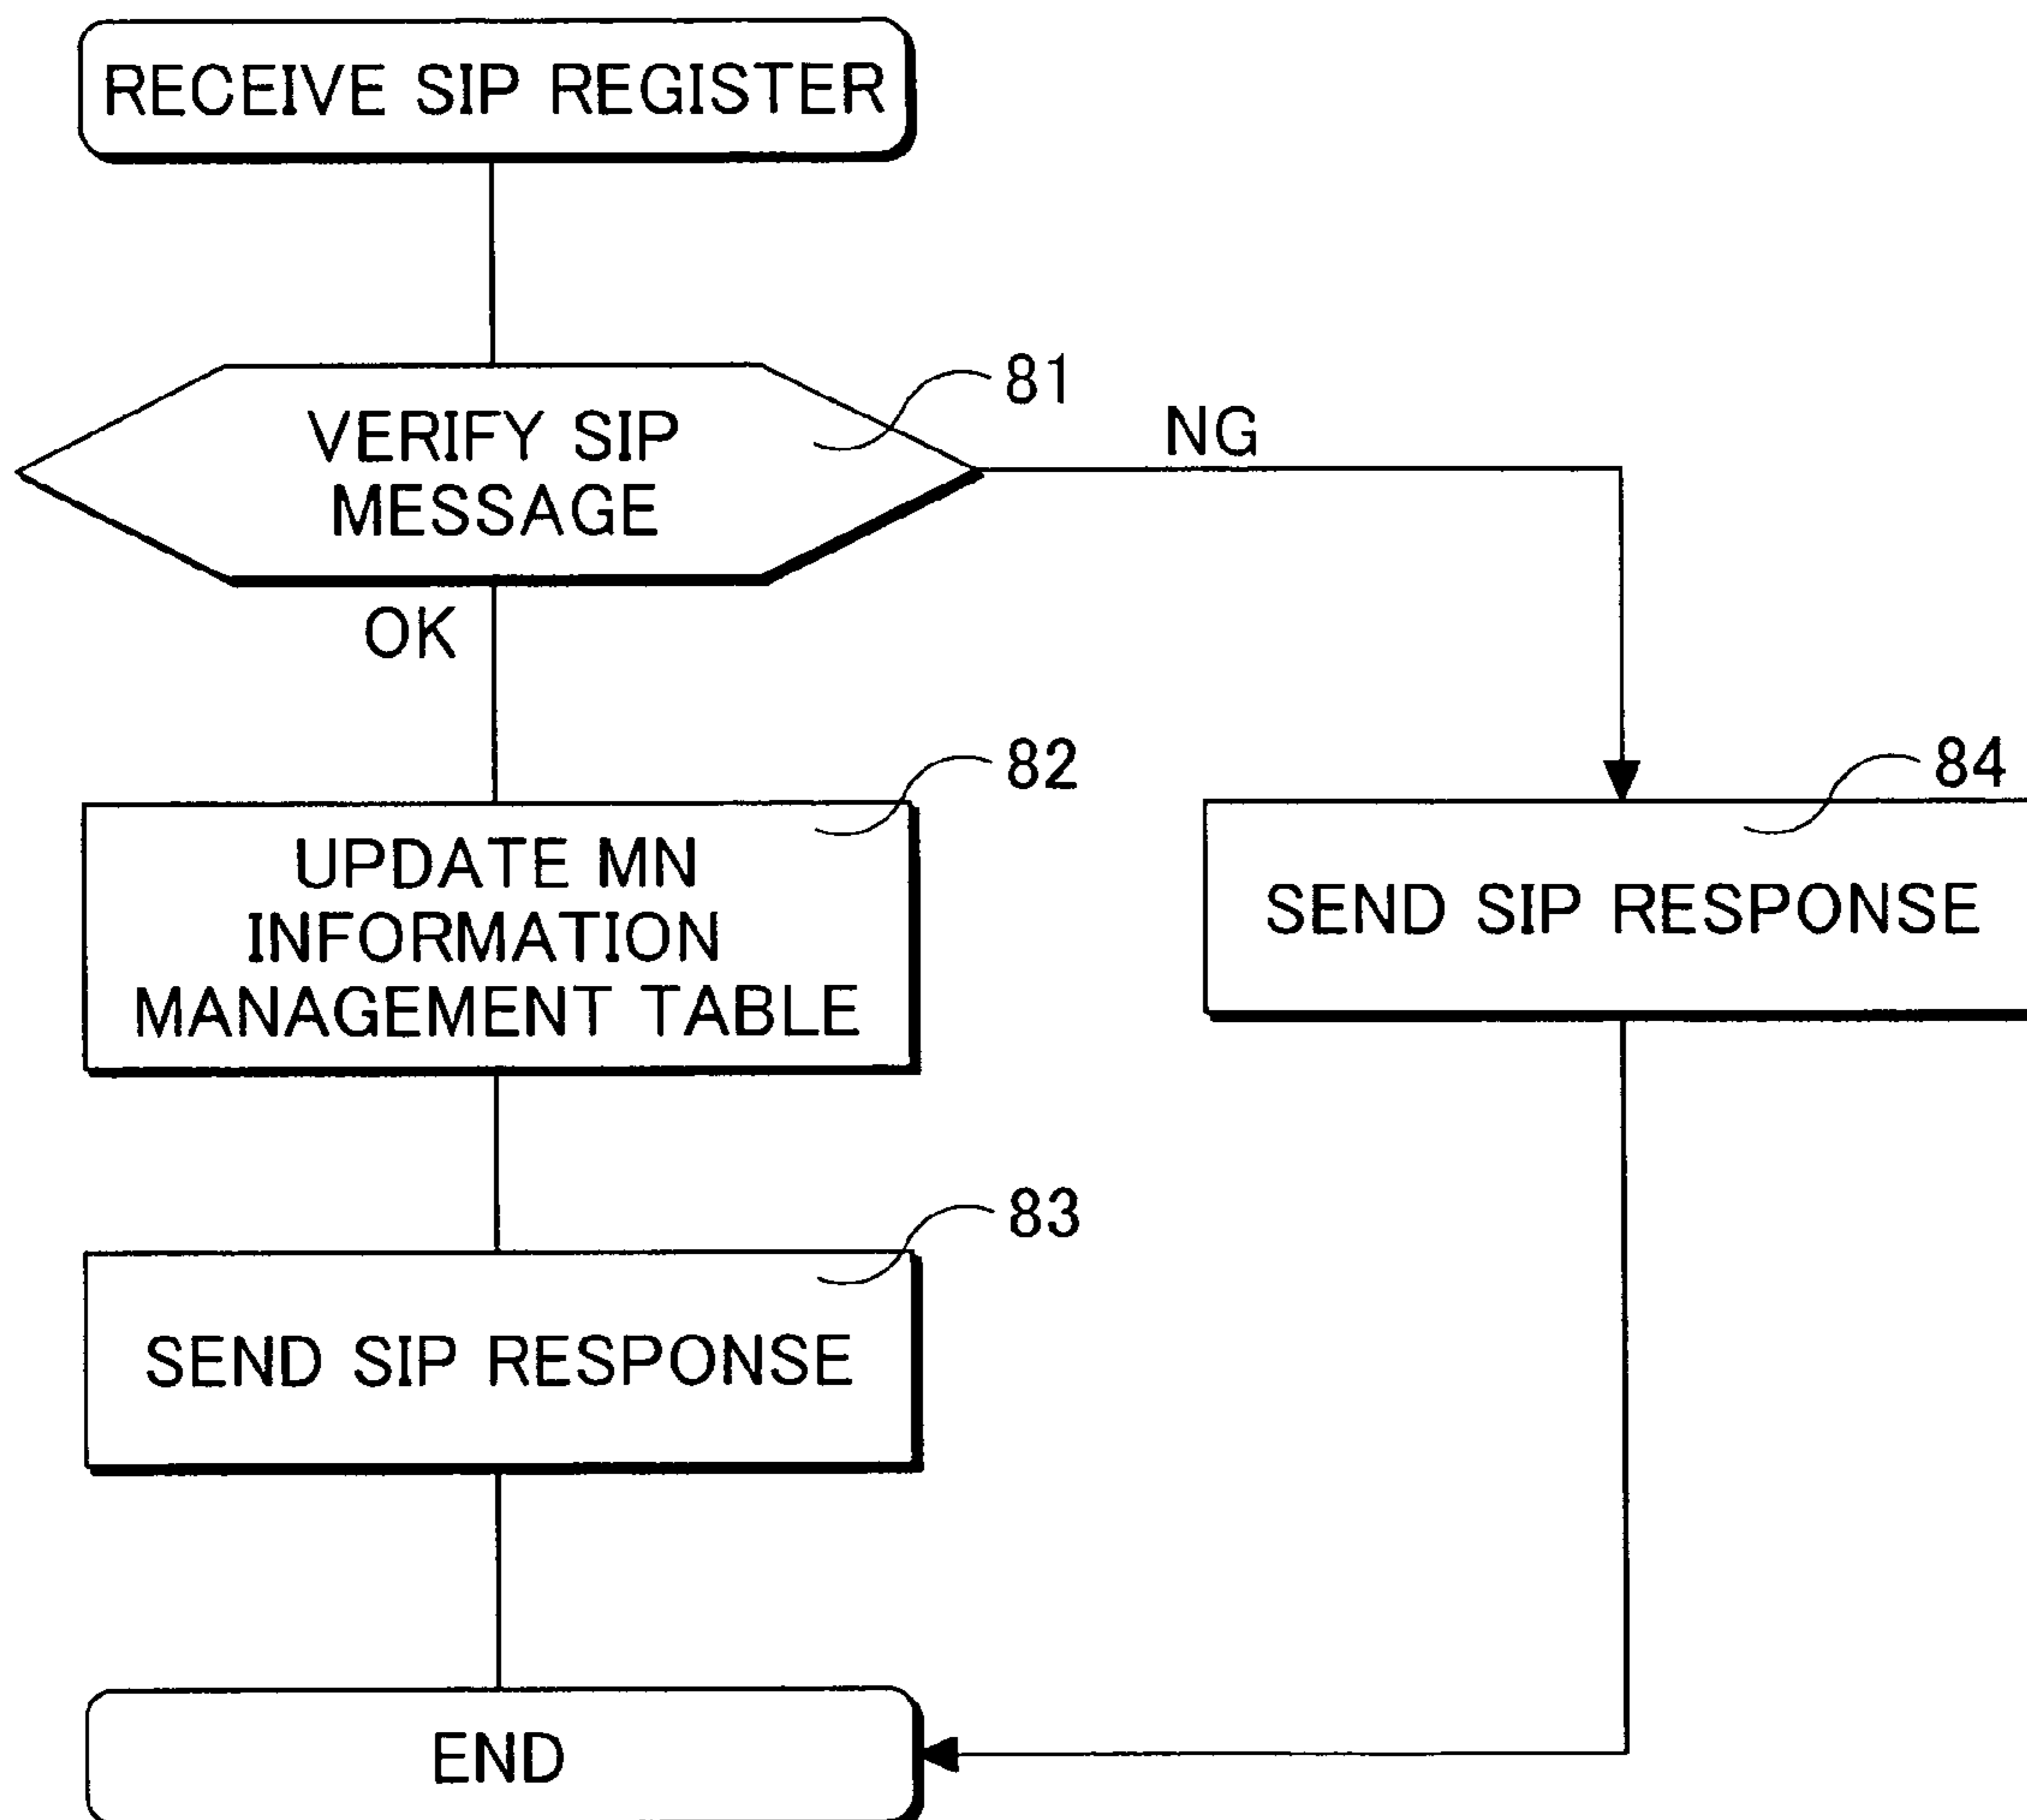 RECEIVE SIP REGISTER
81
VERIFY SIP
MESSAGE
NG
OK
82
UPDATE MN
INFORMATION
MANAGEMENT TABLE
84
SEND SIP RESPONSE
83
SEND SIP RESPONSE
END